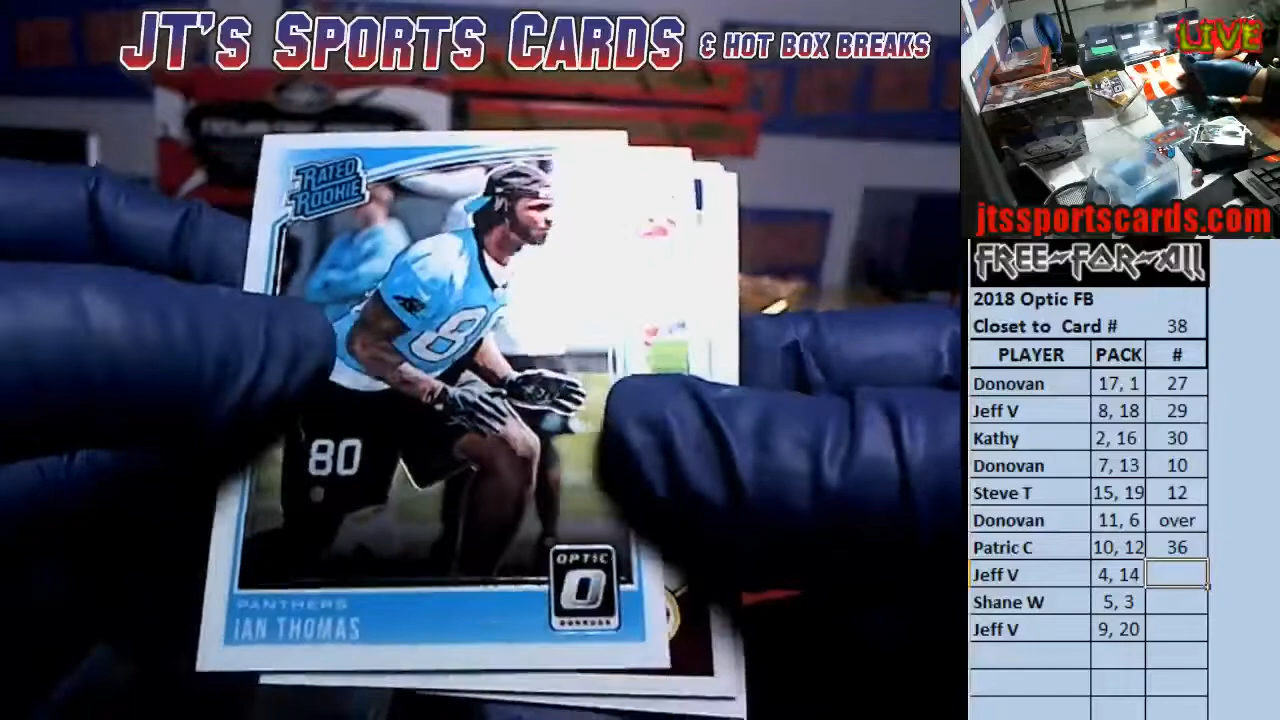 JT's Sports Cards & Hot Box Breaks
LIVE
jtssportscards.com
FREE~FOR~ALL
2018 Optic FB
Closet to Card # 38
PLAYER PACK #
Donovan 17, 1 27
Jeff V 8, 18 29
Kathy 2, 16 30
Donovan 7, 13 10
Steve T 15, 19 12
Donovan 11, 6 over
Patric C 10, 12 36
Jeff V 4, 14
Shane W 5, 3
Jeff V 9, 20
RATED
ROOKIE
8
80
OPTIC
O
DONRUSS
PANTHERS
IAN THOMAS